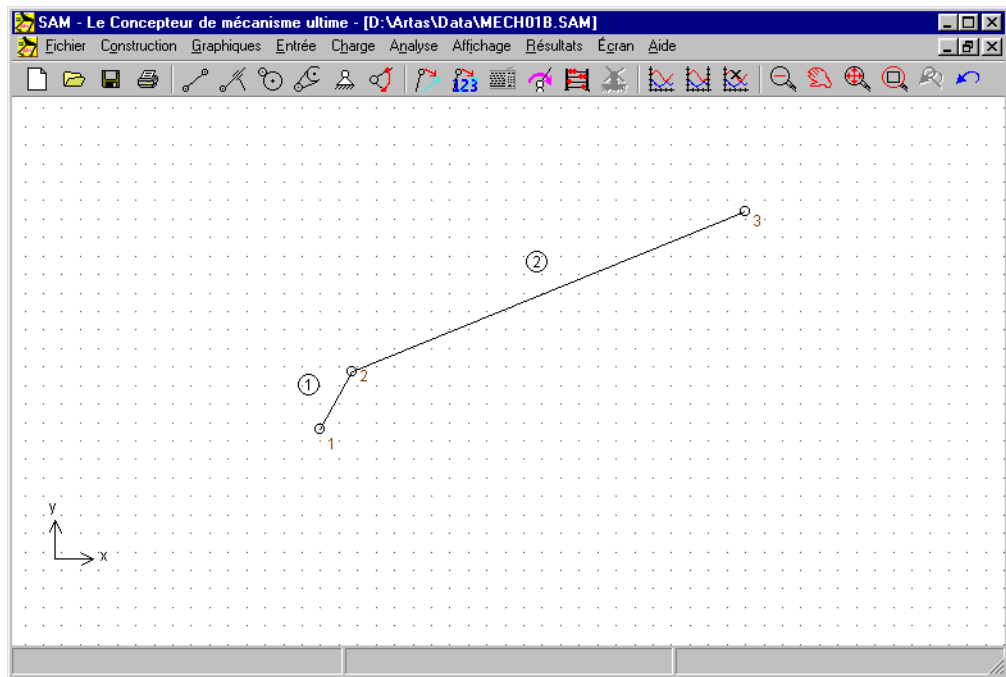 SAM - Le Concepteur de mécanisme ultime - [D:\Artas\Data\MECH01B.SAM]
Fichier Construction Graphiques Entrée Charge Analyse Affichage Résultats Écran Aide
123
3
2
2
1
1
y
x